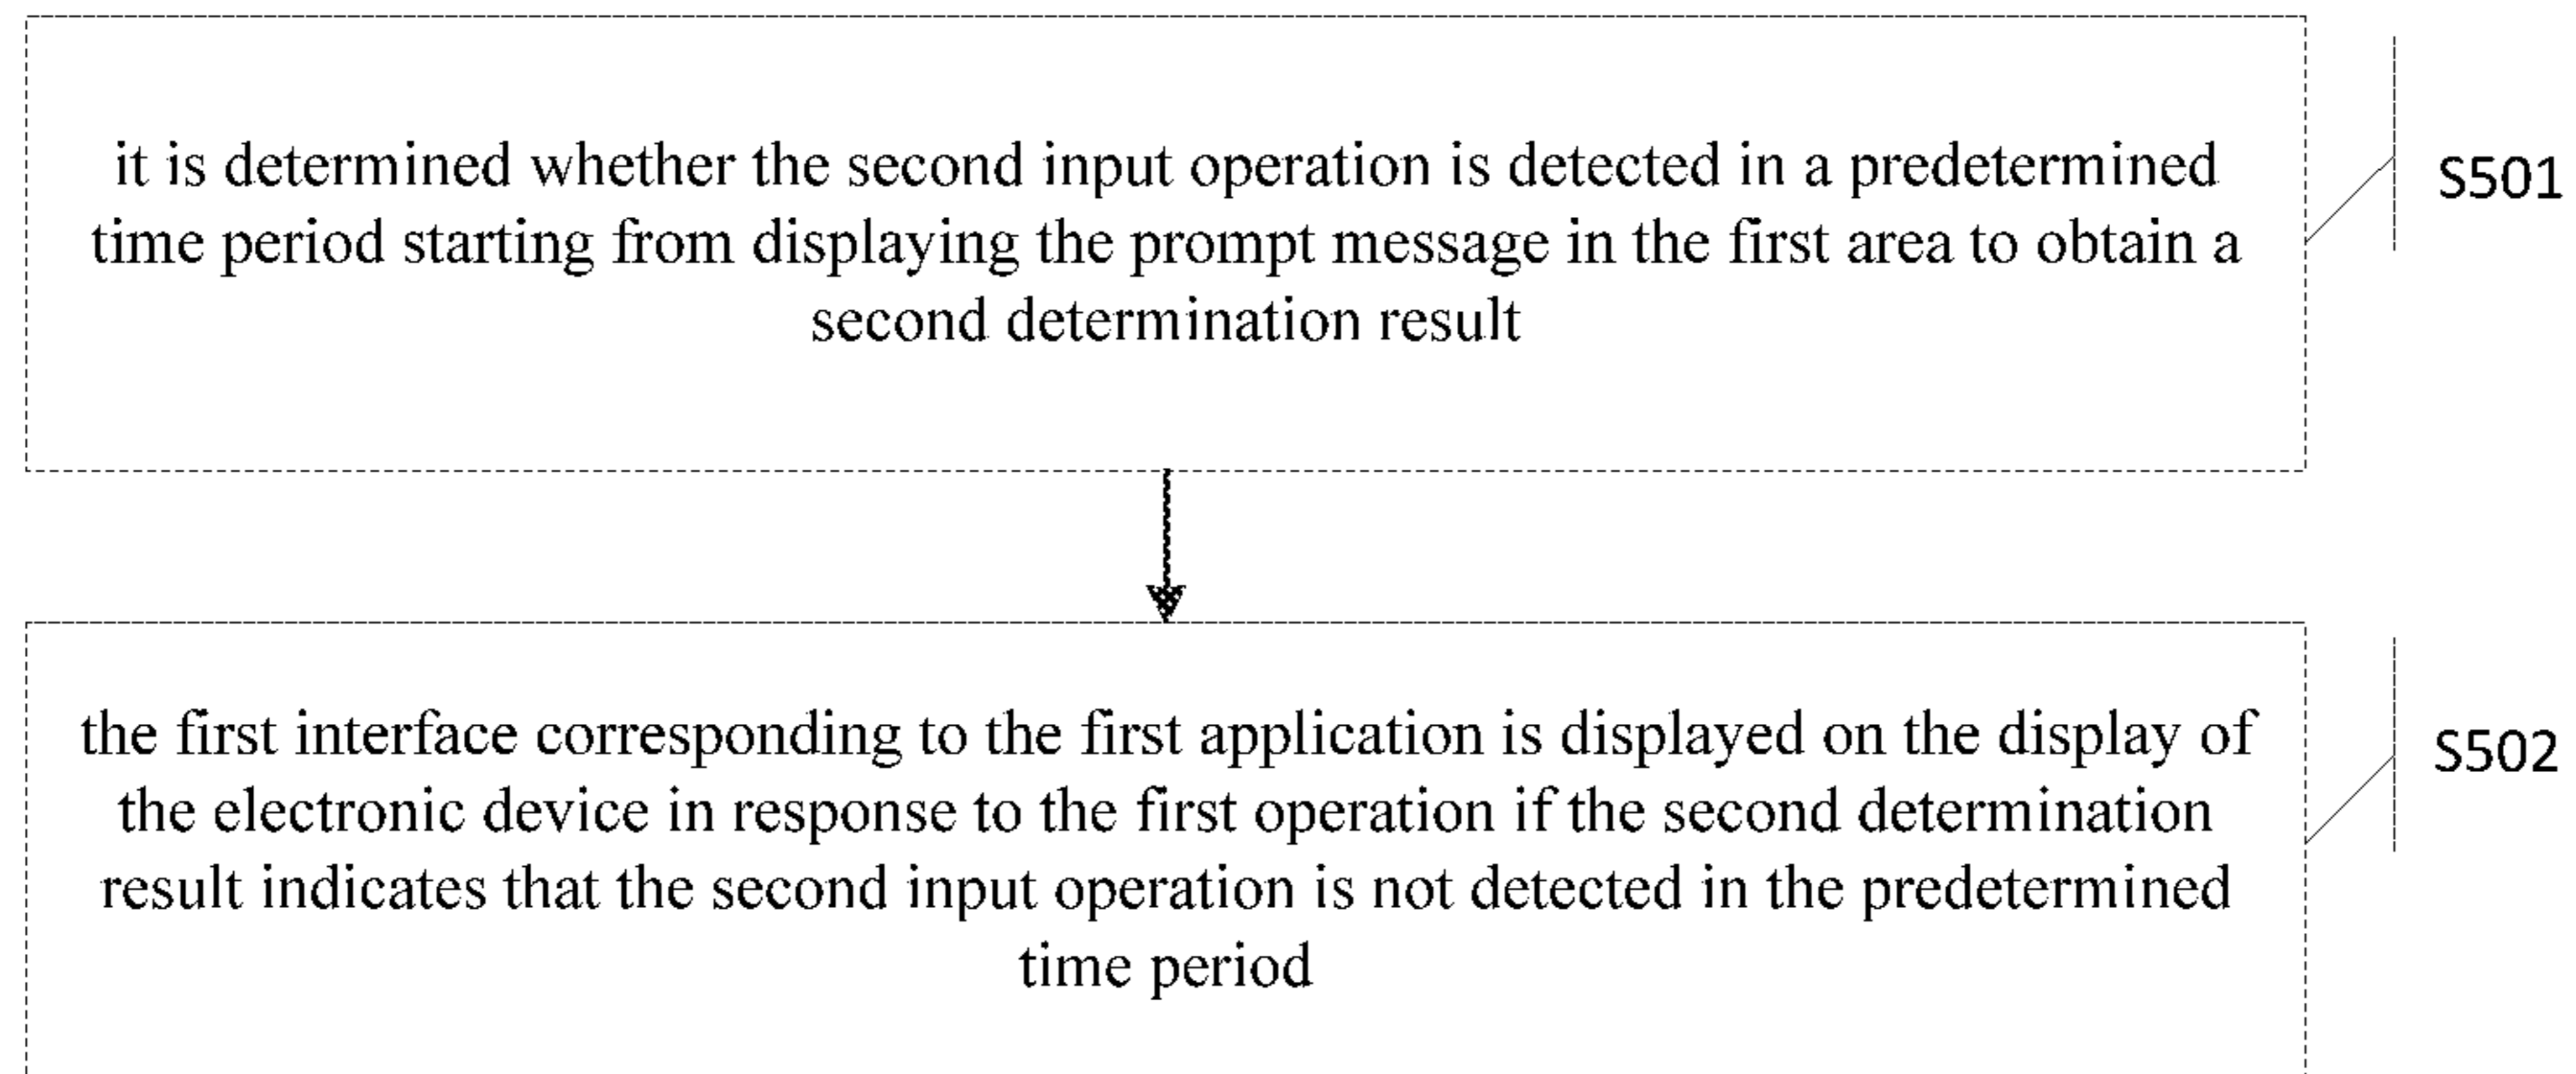 it is determined whether the second input operation is detected in a predetermined
time period starting from displaying the prompt message in the first area to obtain a
second determination result
S501
the first interface corresponding to the first application is displayed on the display of
the electronic device in response to the first operation if the second determination
result indicates that the second input operation is not detected in the predetermined
time period
S502